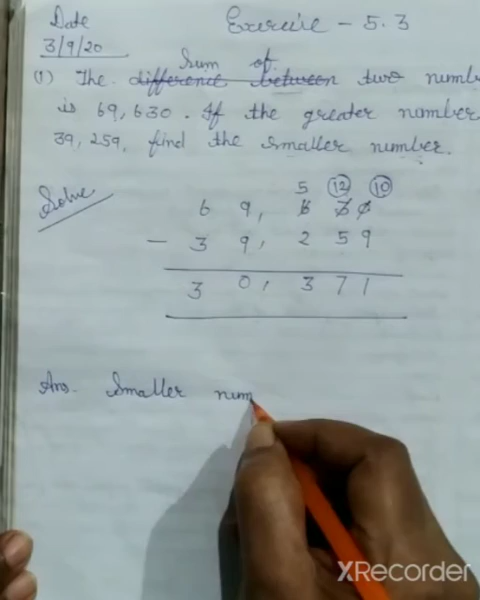 Date
3/9/20
Exercise - 5.3
Sum of
(1) The difference between two numb
is 69,630. If the greater number
39,259, find the smaller number.
Solve
5 12 10
6 9, 6 3 0
- 3 9, 2 5 9
3 0, 3 7 1
Ans. Smaller num
XRecorder